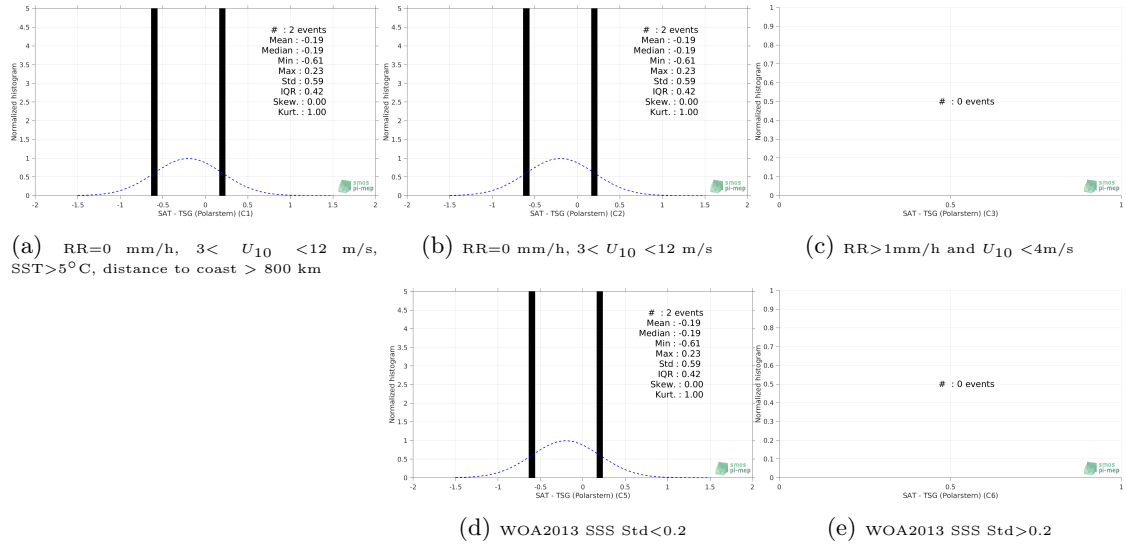 5
4.5
4
3.5
3
2.5
2
1.5
1
0.5
0
Normalized histogram
# : 2 events
Mean : -0.19
Median : -0.19
Min : -0.61
Max : 0.23
Std : 0.59
IQR : 0.42
Skew. : 0.00
Kurt. : 1.00
smos
pi-mep
-2 -1.5 -1 -0.5 0 0.5 1 1.5 2
SAT - TSG (Polarstern) (C1)
(a) RR=0 mm/h, 3< U10 <12 m/s,
SST>5°C, distance to coast > 800 km
5
4.5
4
3.5
3
2.5
2
1.5
1
0.5
0
Normalized histogram
# : 2 events
Mean : -0.19
Median : -0.19
Min : -0.61
Max : 0.23
Std : 0.59
IQR : 0.42
Skew. : 0.00
Kurt. : 1.00
smos
pi-mep
-2 -1.5 -1 -0.5 0 0.5 1 1.5 2
SAT - TSG (Polarstern) (C2)
(b) RR=0 mm/h, 3< U10 <12 m/s
1
0.9
0.8
0.7
0.6
0.5
0.4
0.3
0.2
0.1
0
Normalized histogram
# : 0 events
smos
pi-mep
0.5 1
SAT - TSG (Polarstern) (C3)
(c) RR>1mm/h and U10 <4m/s
5
4.5
4
3.5
3
2.5
2
1.5
1
0.5
0
Normalized histogram
# : 2 events
Mean : -0.19
Median : -0.19
Min : -0.61
Max : 0.23
Std : 0.59
IQR : 0.42
Skew. : 0.00
Kurt. : 1.00
smos
pi-mep
-2 -1.5 -1 -0.5 0 0.5 1 1.5 2
SAT - TSG (Polarstern) (C5)
(d) WOA2013 SSS Std<0.2
1
0.9
0.8
0.7
0.6
0.5
0.4
0.3
0.2
0.1
0
Normalized histogram
# : 0 events
smos
pi-mep
0.5 1
SAT - TSG (Polarstern) (C6)
(e) WOA2013 SSS Std>0.2